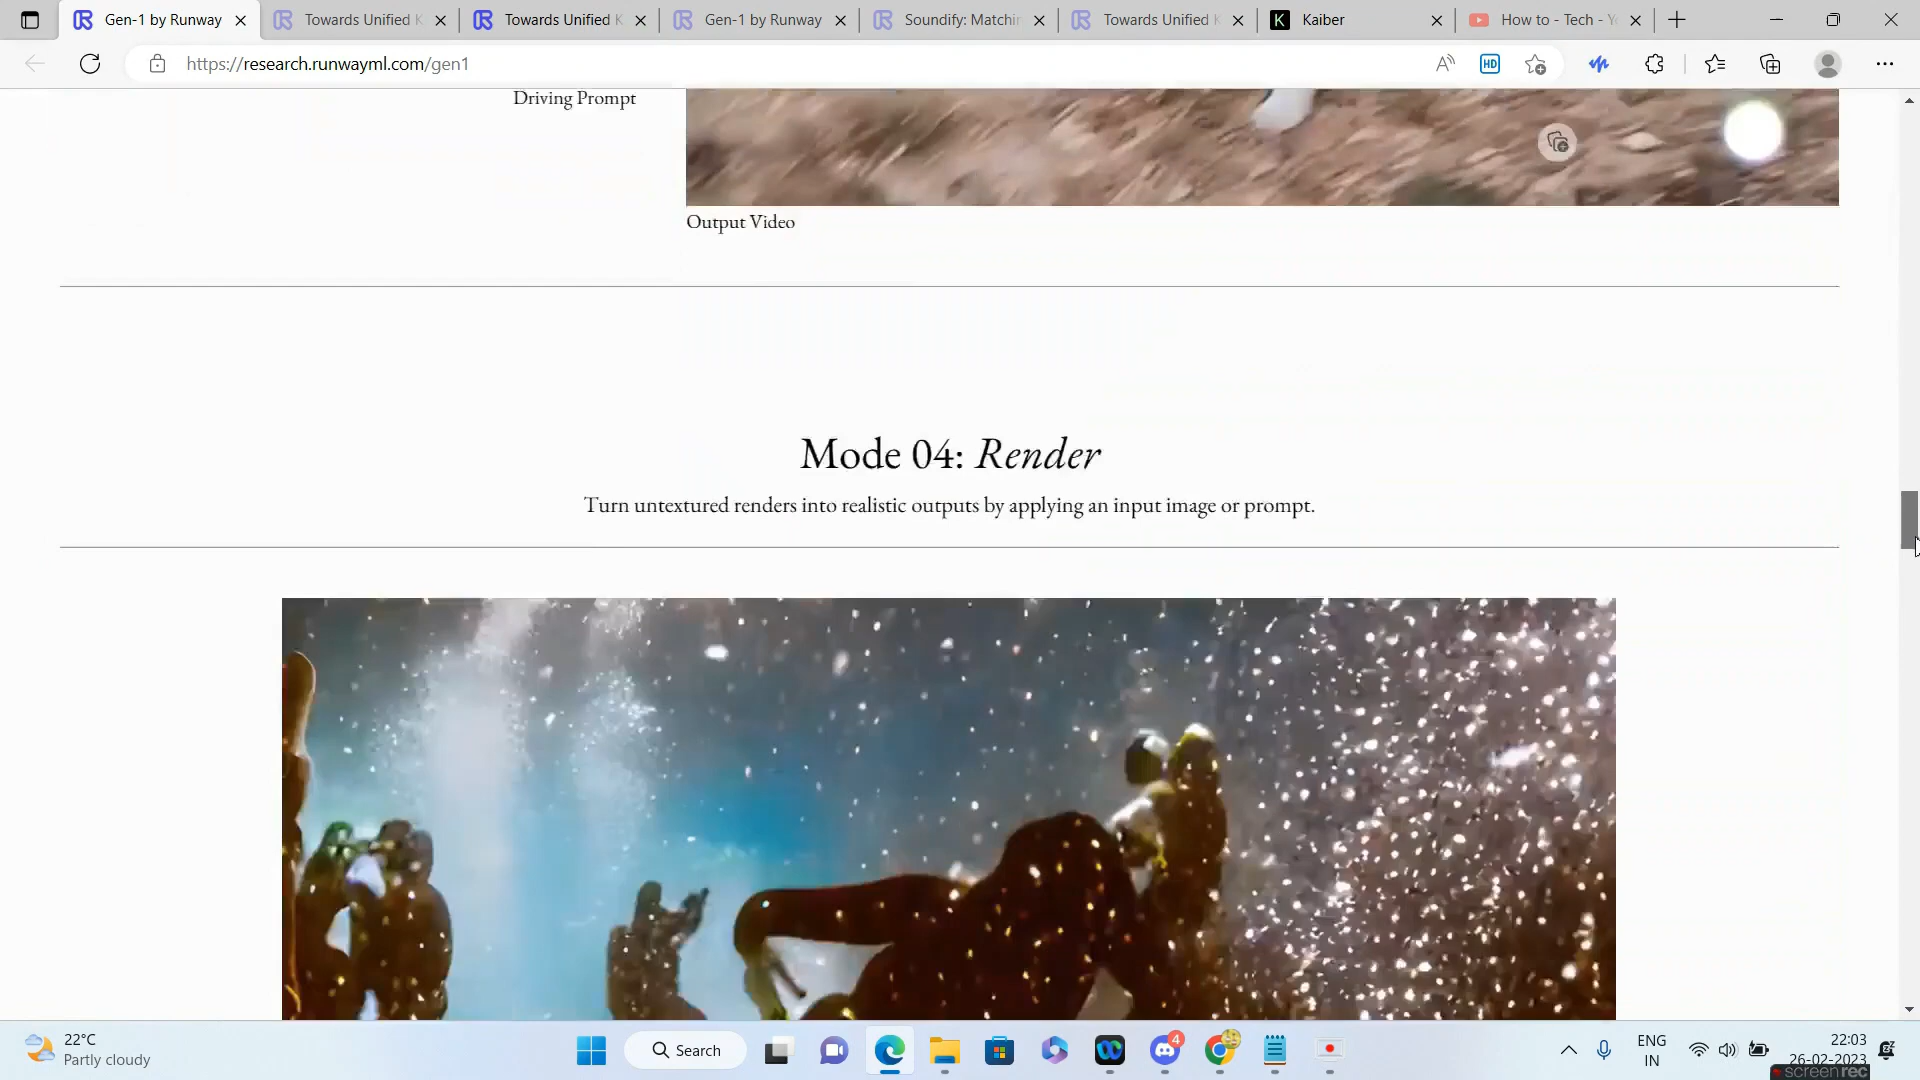 Gen-1 by Runway
Towards Unified K
Towards Unified K
Gen-1 by Runway
Soundify: Matchin
Towards Unified K
K
Kaiber
How to - Tech - Y
https://research.runwayml.com/gen1
HD
Driving Prompt
Output Video
Mode 04: Render
Turn untextured renders into realistic outputs by applying an input image or prompt.
22°C
Partly cloudy
Search
4
ENG
IN
22:03
26-02-2023
screenrec